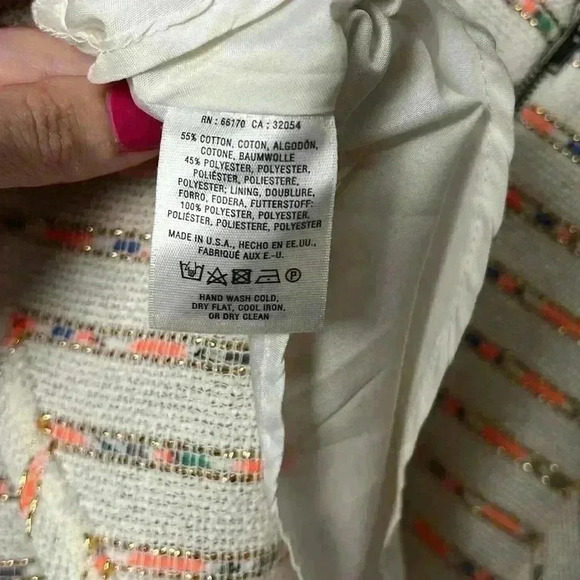 RN : 66170 CA : 32054
55% COTTON, COTON, ALGODÓN,
COTONE, BAUMWOLLE
45% POLYESTER, POLYESTER,
POLIÉSTER, POLIESTERE,
POLYESTER; LINING, DOUBLURE,
FORRO, FODERA, FUTTERSTOFF:
100% POLYESTER, POLYESTER,
POLIÉSTER, POLIESTERE, POLYESTER
MADE IN U.S.A., HECHO EN EE.UU.,
FABRIQUÉ AUX E.-U.
P
HAND WASH COLD,
DRY FLAT, COOL IRON,
OR DRY CLEAN